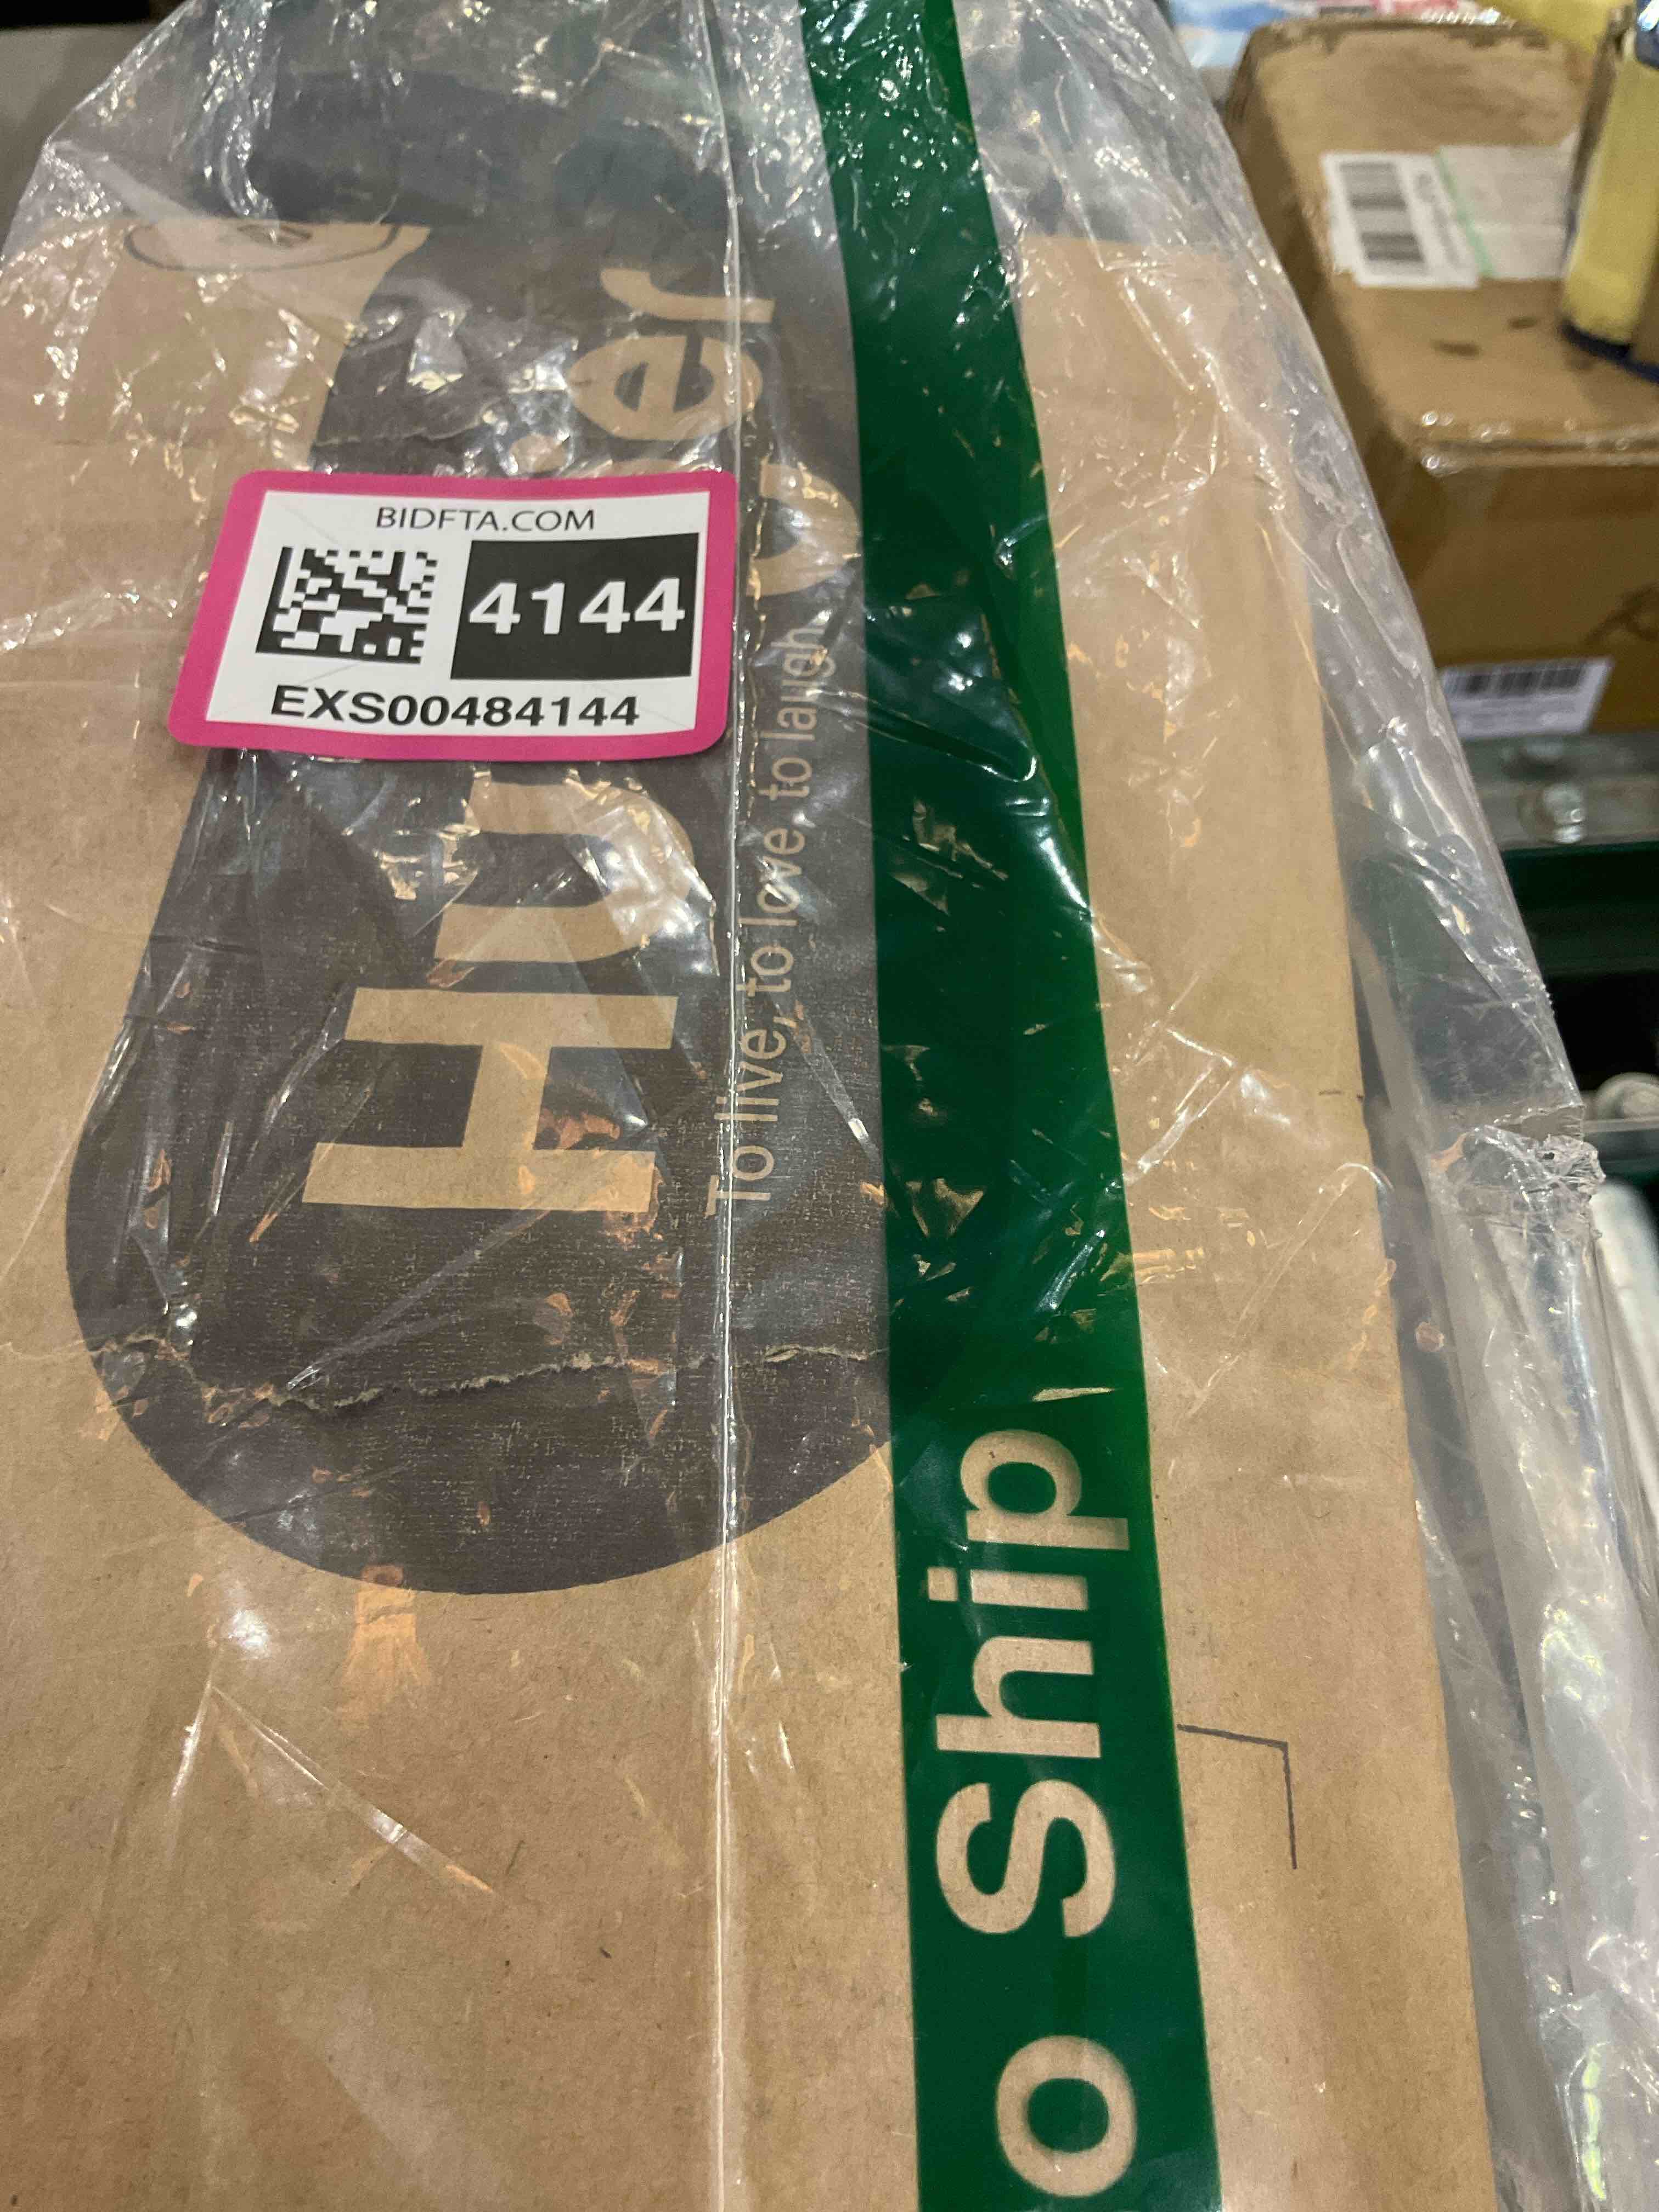 BIDFTA.COM
4144
EXS00484144
To live, to love to laugh
o Ship